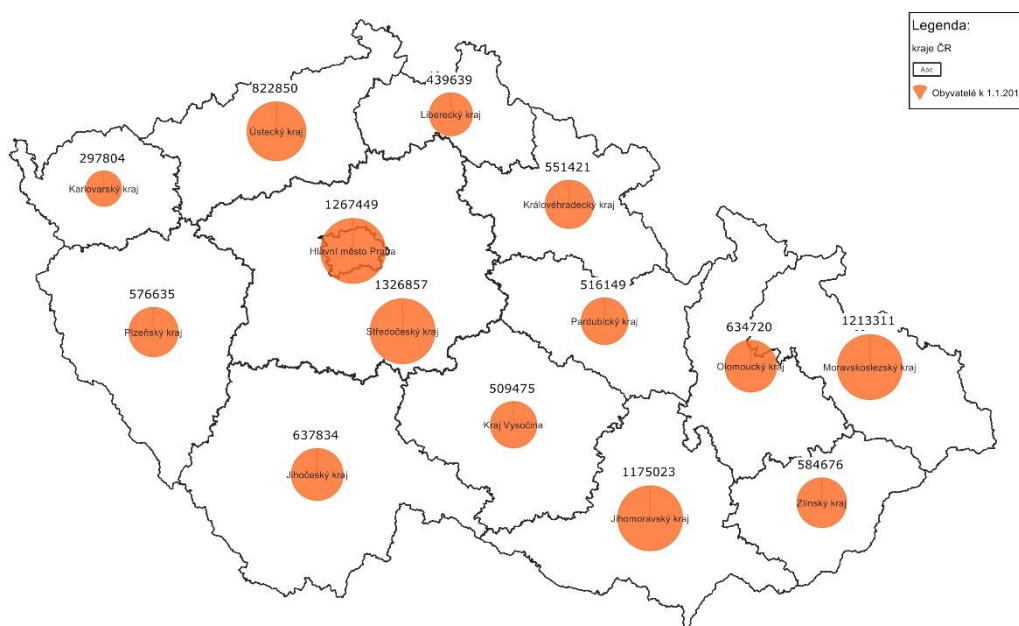 Legenda:
kraje ČR
Abc
Obyvatelé k 1.1.201
439639
Liberecký kraj
822850
Ústecký kraj
297804
Karlovarský kraj
551421
Královéhradecký kraj
1267449
Hlavní město Praha
1326857
Středočeský kraj
576635
Plzeňský kraj
516149
Pardubický kraj
634720
Olomoucký kraj
1213311
Moravskoslezský kraj
509475
Kraj Vysočina
637834
Jihočeský kraj
1175023
Jihomoravský kraj
584676
Zlínský kraj